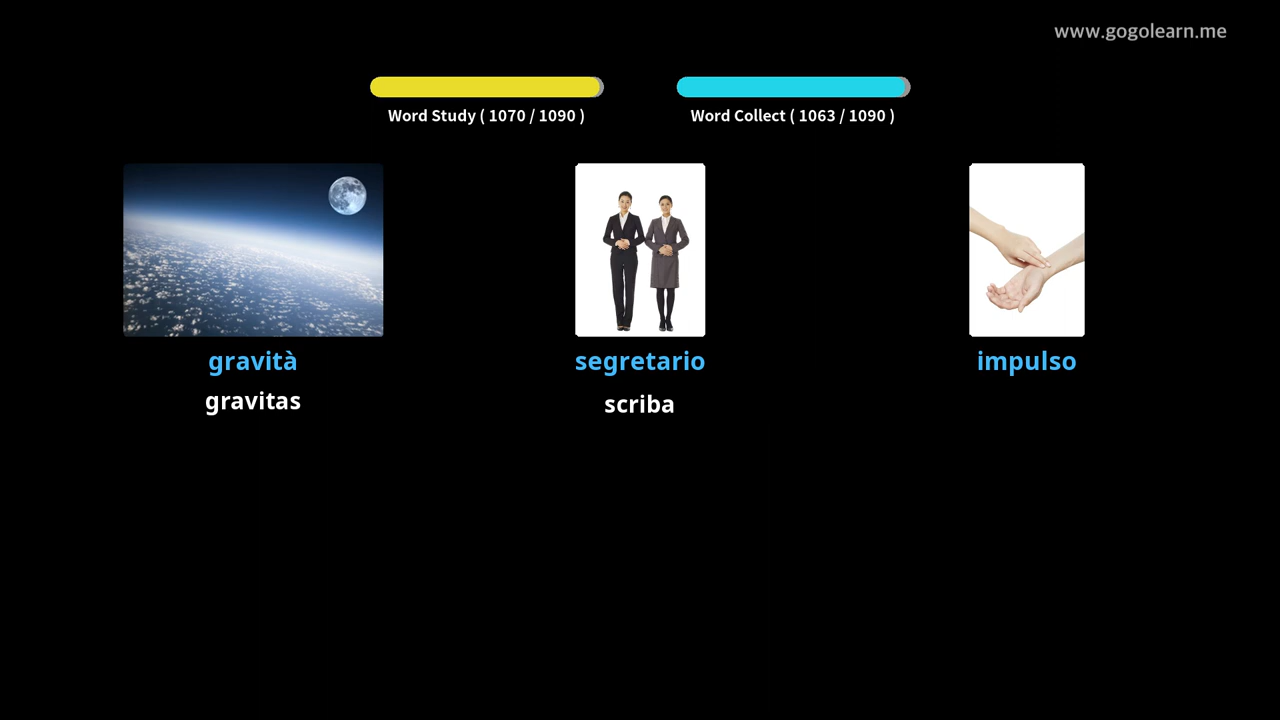 www.gogolearn.me
Word Study ( 1070 / 1090 )
Word Collect ( 1063 / 1090 )
gravità
segretario
impulso
gravitas
scriba